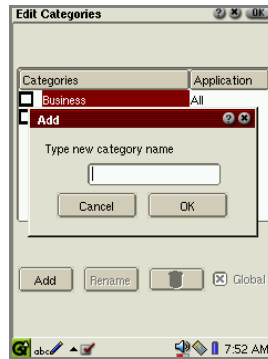 Edit Categories ? OK
Categories Application
Business All
Add ?
Type new category name
Cancel OK
Add Rename Global
abc 7:52 AM